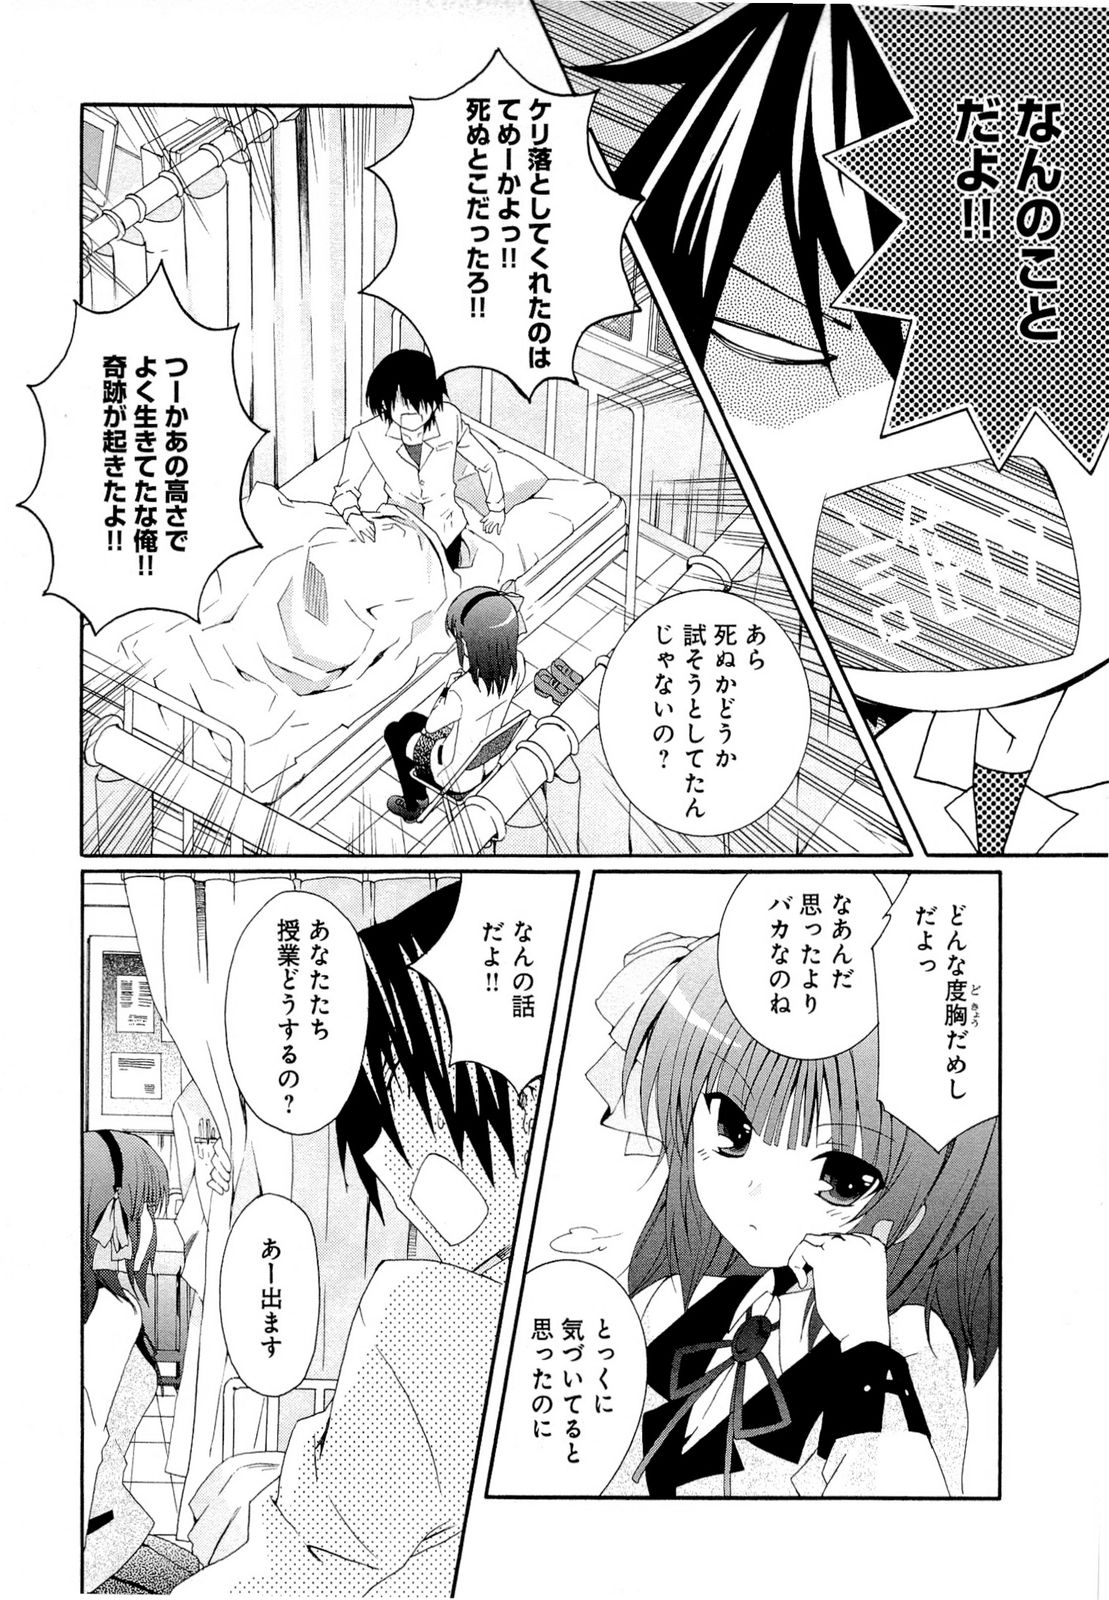 なんのこと
だよ!!
ケリ落としてくれたのは
てめーかよっ!!
死ぬとこだったろ!!
つーかあの高さで
よく生きてたな俺!!
奇跡が起きたよ!!
あら
死ぬかどうか
試そうとしてたん
じゃないの?
どんな度胸だめし
どきょう
だよっ
なあんだ
思ったより
バカなのね
とっくに
気づいてると
思ったのに
なんの話
だよ!!
あなたたち
授業どうするの?
あー出ます